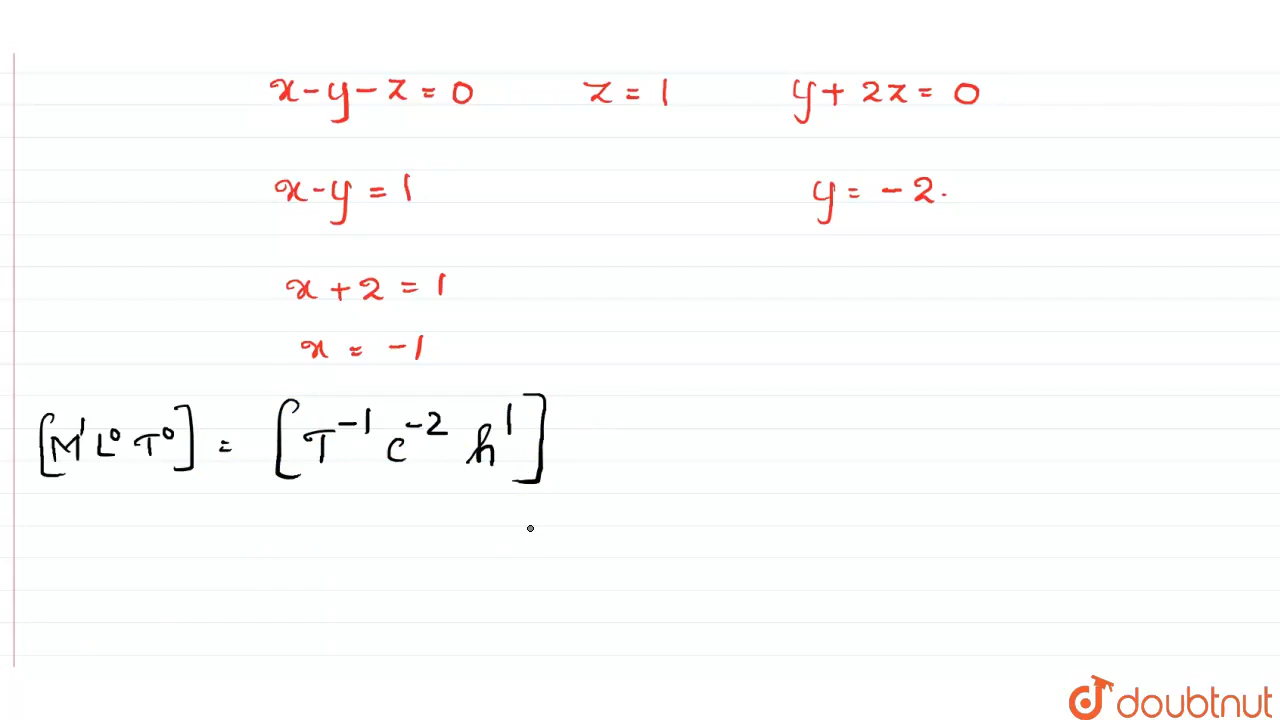 x - y - z = 0 z = 1 y + 2z = 0
x - y = 1 y = -2.
x + 2 = 1
x = -1
[M¹ L⁰ T⁰] = [T⁻¹ c⁻² h¹]
doubtnut